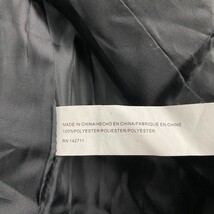 MADE IN CHINA/HECHO EN CHINA/FABRIQUE EN CHINE
100%POLYESTER/POLIESTER/POLYESTER
RN 142711